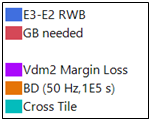 E3-E2 RWB
GB needed
Vdm2 Margin Loss
BD (50 Hz,1E5 s)
Cross Tile